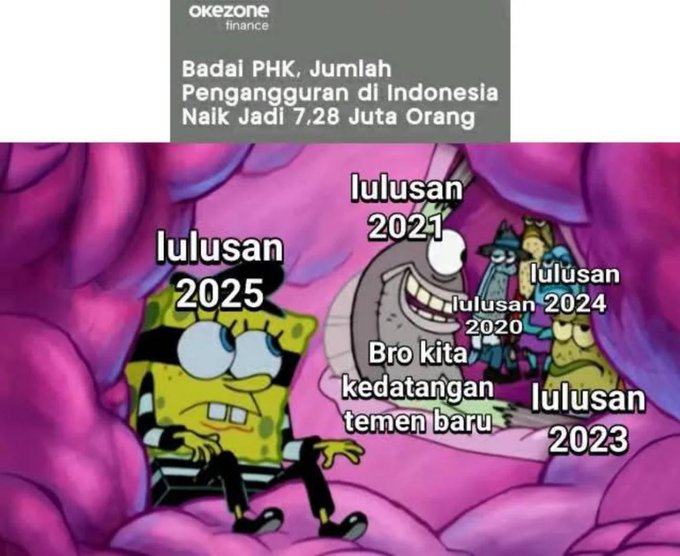 OKEZONE
finance
Badai PHK, Jumlah
Pengangguran di Indonesia
Naik Jadi 7,28 Juta Orang
lulusan
2025
lulusan
2021
lulusan
2024
lulusan
2020
Bro kita
kedatangan
temen baru
lulusan
2023